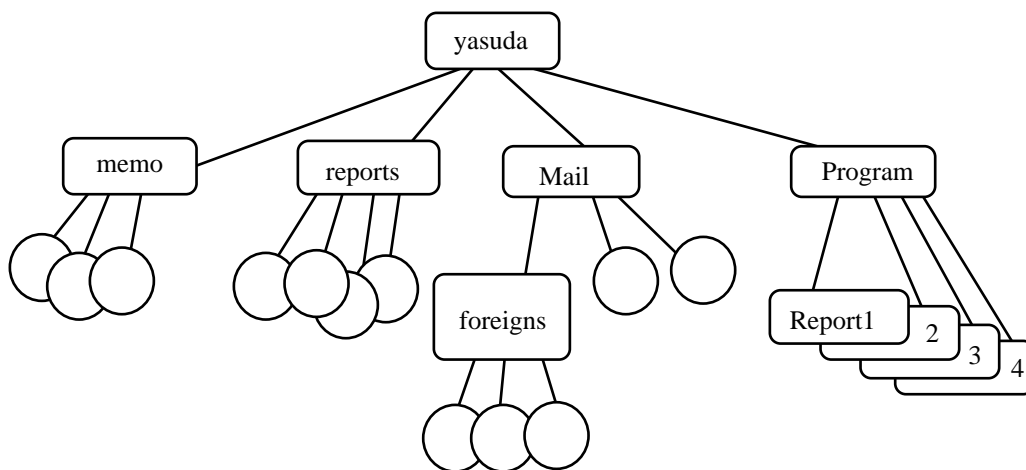 yasuda
memo
reports
Mail
Program
foreigns
Report1
2
3
4